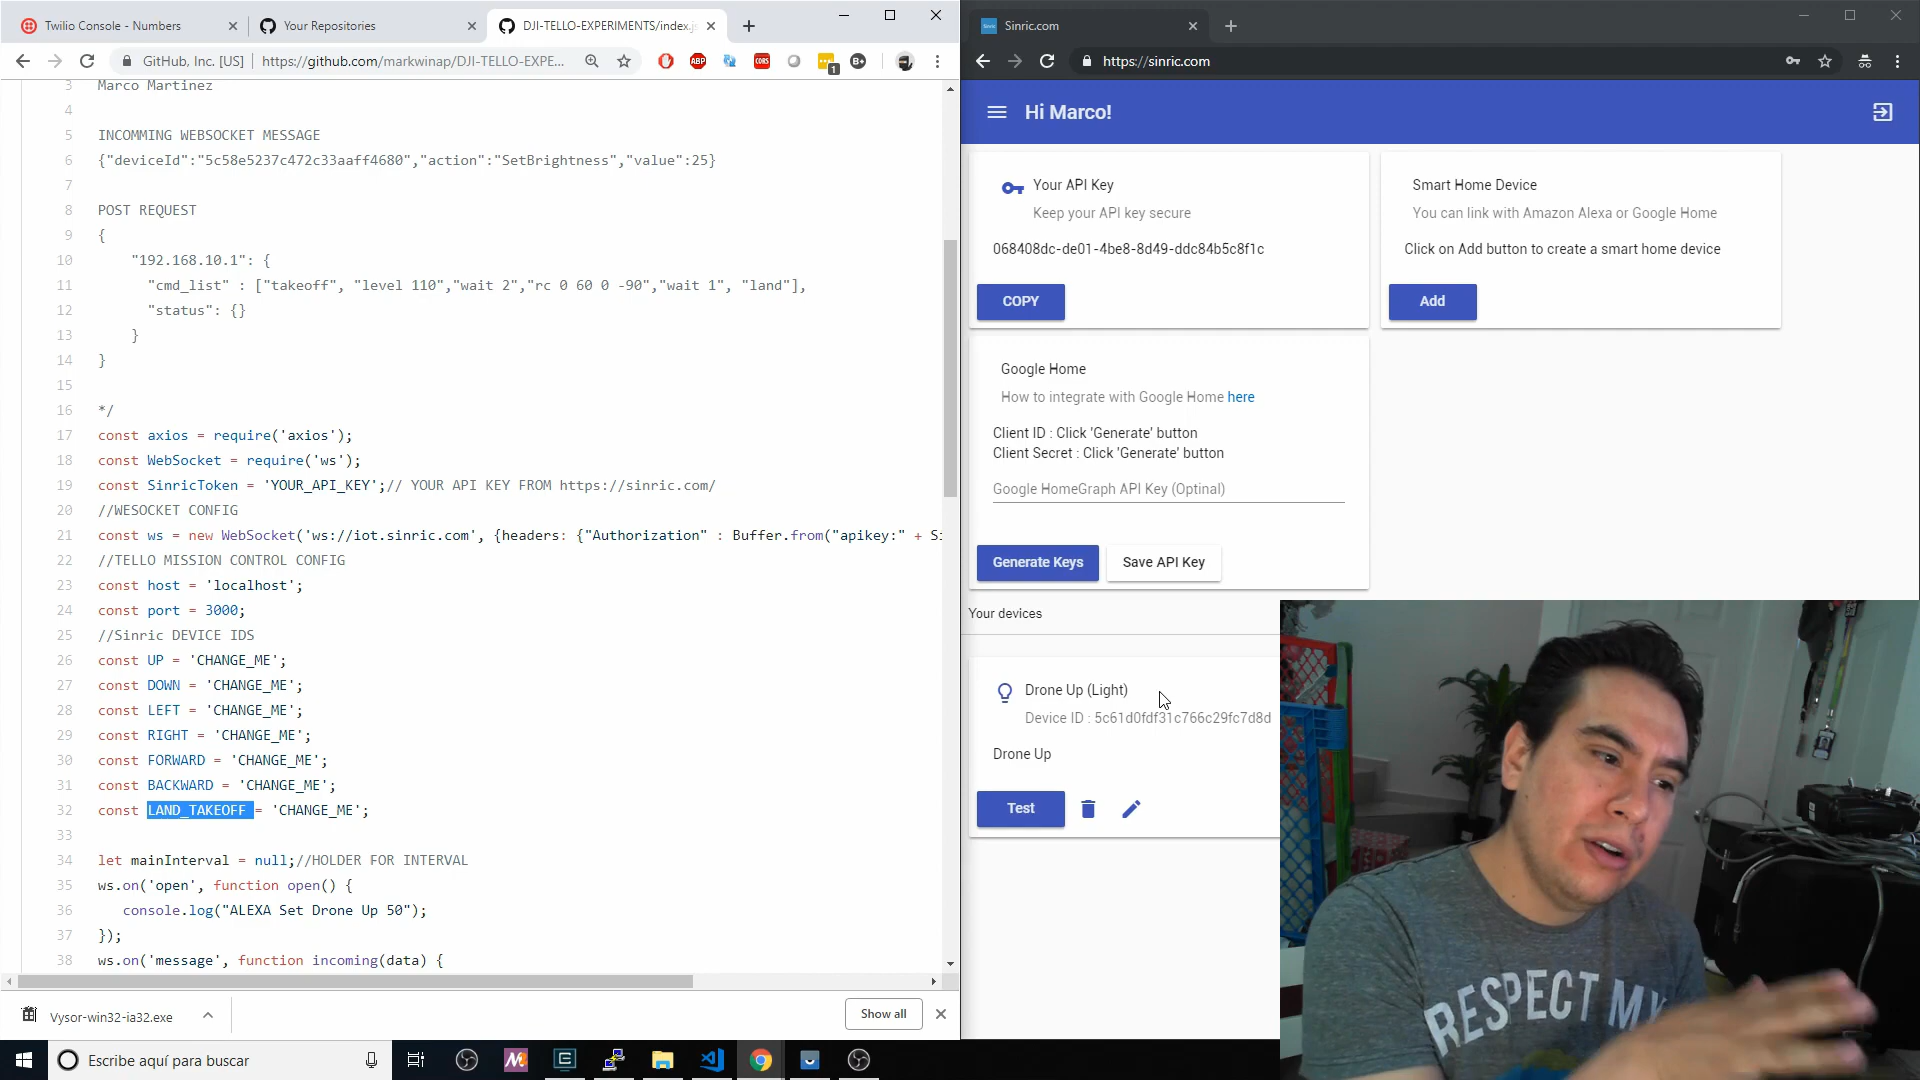 Twilio Console - Numbers
Your Repositories
DJI-TELLO-EXPERIMENTS/index.js
GitHub, Inc. [US] https://github.com/markwinap/DJI-TELLO-EXPE...
ABP
CORS
1
B+
3 Marco Martinez
4
5 INCOMMING WEBSOCKET MESSAGE
6 {"deviceId":"5c58e5237c472c33aaff4680","action":"SetBrightness","value":25}
7
8 POST REQUEST
9 {
10 "192.168.10.1": {
11 "cmd_list" : ["takeoff", "level 110","wait 2","rc 0 60 0 -90","wait 1", "land"],
12 "status": {}
13 }
14 }
15
16 */
17 const axios = require('axios');
18 const WebSocket = require('ws');
19 const SinricToken = 'YOUR_API_KEY';// YOUR API KEY FROM https://sinric.com/
20 //WESOCKET CONFIG
21 const ws = new WebSocket('ws://iot.sinric.com', {headers: {"Authorization" : Buffer.from("apikey:" + Si
22 //TELLO MISSION CONTROL CONFIG
23 const host = 'localhost';
24 const port = 3000;
25 //Sinric DEVICE IDS
26 const UP = 'CHANGE_ME';
27 const DOWN = 'CHANGE_ME';
28 const LEFT = 'CHANGE_ME';
29 const RIGHT = 'CHANGE_ME';
30 const FORWARD = 'CHANGE_ME';
31 const BACKWARD = 'CHANGE_ME';
32 const LAND_TAKEOFF = 'CHANGE_ME';
33
34 let mainInterval = null;//HOLDER FOR INTERVAL
35 ws.on('open', function open() {
36 console.log("ALEXA Set Drone Up 50");
37 });
38 ws.on('message', function incoming(data) {
Vysor-win32-ia32.exe
Show all
Escribe aquí para buscar
Sinric.com
https://sinric.com
Hi Marco!
Your API Key
Keep your API key secure
068408dc-de01-4be8-8d49-ddc84b5c8f1c
COPY
Smart Home Device
You can link with Amazon Alexa or Google Home
Click on Add button to create a smart home device
Add
Google Home
How to integrate with Google Home here
Client ID : Click 'Generate' button
Client Secret : Click 'Generate' button
Google HomeGraph API Key (Optinal)
Generate Keys
Save API Key
Your devices
Drone Up (Light)
Device ID : 5c61d0fdf31c766c29fc7d8d
Drone Up
Test
RESPECT MY